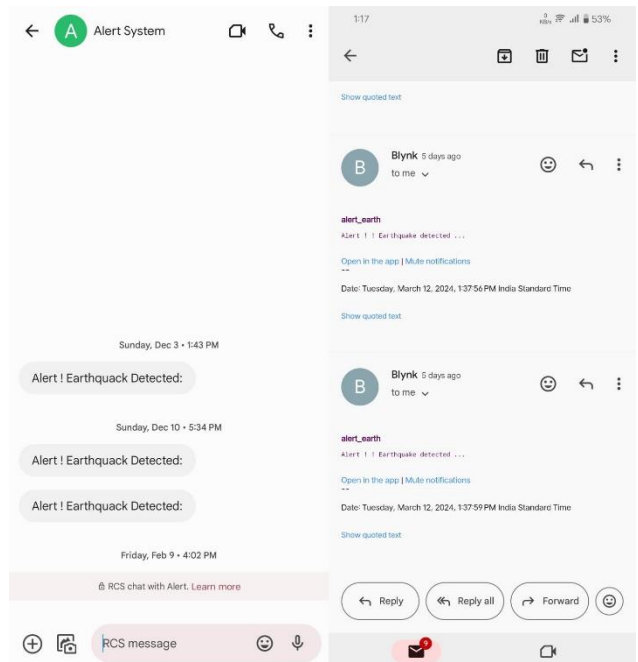 A
Alert System
Sunday, Dec 3 • 1:43 PM
Alert ! Earthquack Detected:
Sunday, Dec 10 • 5:34 PM
Alert ! Earthquack Detected:
Alert ! Earthquack Detected:
Friday, Feb 9 • 4:02 PM
RCS chat with Alert. Learn more
RCS message
1:17
3
KB/s
53%
Show quoted text
B
Blynk 5 days ago
to me
alert_earth
Alert ! ! Earthquake detected ...
Open in the app | Mute notifications
--
Date: Tuesday, March 12, 2024, 1:37:56 PM India Standard Time
Show quoted text
B
Blynk 5 days ago
to me
alert_earth
Alert ! ! Earthquake detected ...
Open in the app | Mute notifications
--
Date: Tuesday, March 12, 2024, 1:37:59 PM India Standard Time
Show quoted text
Reply
Reply all
Forward
9